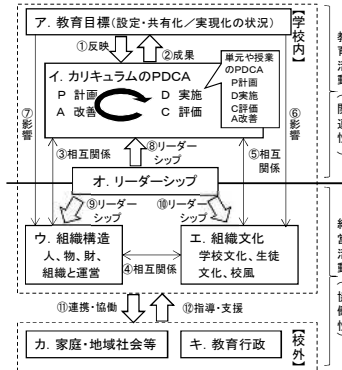 ア．教育目標（設定・共有化／実現化の状況）
【学校内】
①反映
②成果
イ．カリキュラムのPDCA
P 計画
D 実施
A 改善
C 評価
単元や授業
のPDCA
P計画
D実施
C評価
A改善
⑦影響
⑥影響
③相互関係
⑧リーダー
シップ
⑤相互
関係
オ．リーダーシップ
⑨リーダー
シップ
⑩リーダー
シップ
ウ．組織構造
人、物、財、
組織と運営
④相互関係
エ．組織文化
学校文化、生徒
文化、校風
⑪連携・協働
⑫指導・支援
カ．家庭・地域社会等
キ．教育行政
【校外】